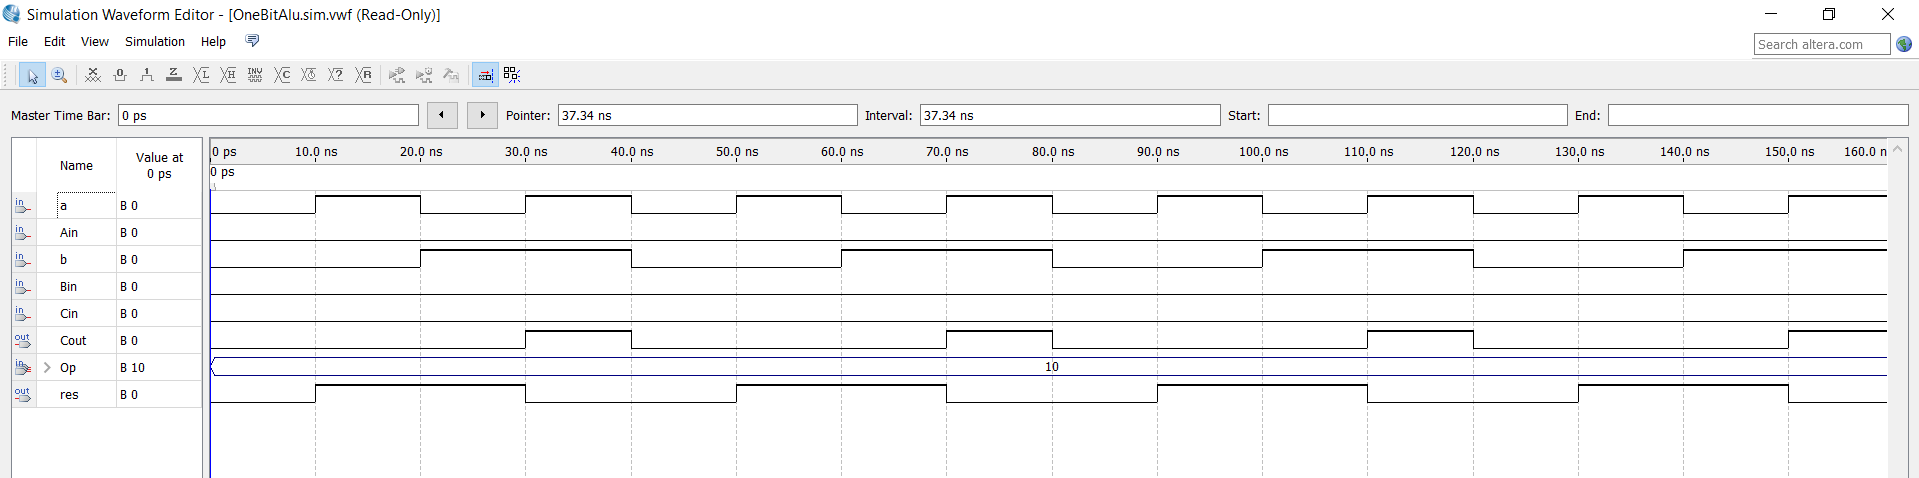 Simulation Waveform Editor - [OneBitAlu.sim.vwf (Read-Only)]
File Edit View Simulation Help
Search altera.com
Master Time Bar: 0 ps Pointer: 37.34 ns Interval: 37.34 ns Start: End:
Name Value at 0 ps
0 ps 10.0 ns 20.0 ns 30.0 ns 40.0 ns 50.0 ns 60.0 ns 70.0 ns 80.0 ns 90.0 ns 100.0 ns 110.0 ns 120.0 ns 130.0 ns 140.0 ns 150.0 ns 160.0 n
0 ps
in a B 0
in Ain B 0
in b B 0
in Bin B 0
in Cin B 0
out Cout B 0
in Op B 10 10
out res B 0